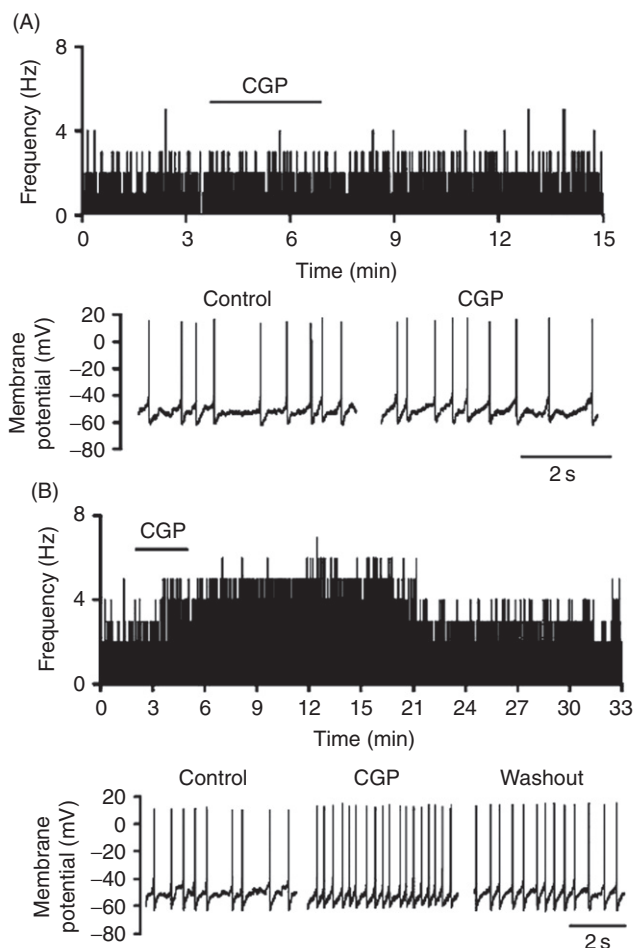 (A)
8
4
0
Frequency (Hz)
CGP
0 3 6 9 12 15
Time (min)
Control CGP
20
0
–20
–40
–60
–80
Membrane
potential (mV)
2 s
(B)
8
4
0
Frequency (Hz)
CGP
0 3 6 9 12 15 18 21 24 27 30 33
Time (min)
Control CGP Washout
20
0
–20
–40
–60
–80
Membrane
potential (mV)
2 s